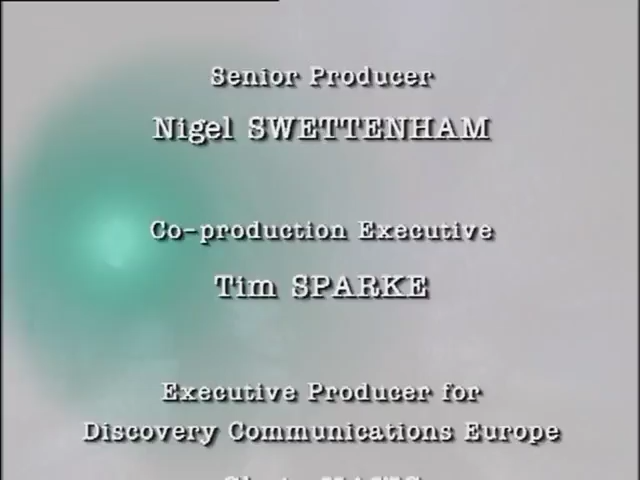 Senior Producer
Nigel SWETTENHAM
Co-production Executive
Tim SPARKE
Executive Producer for
Discovery Communications Europe